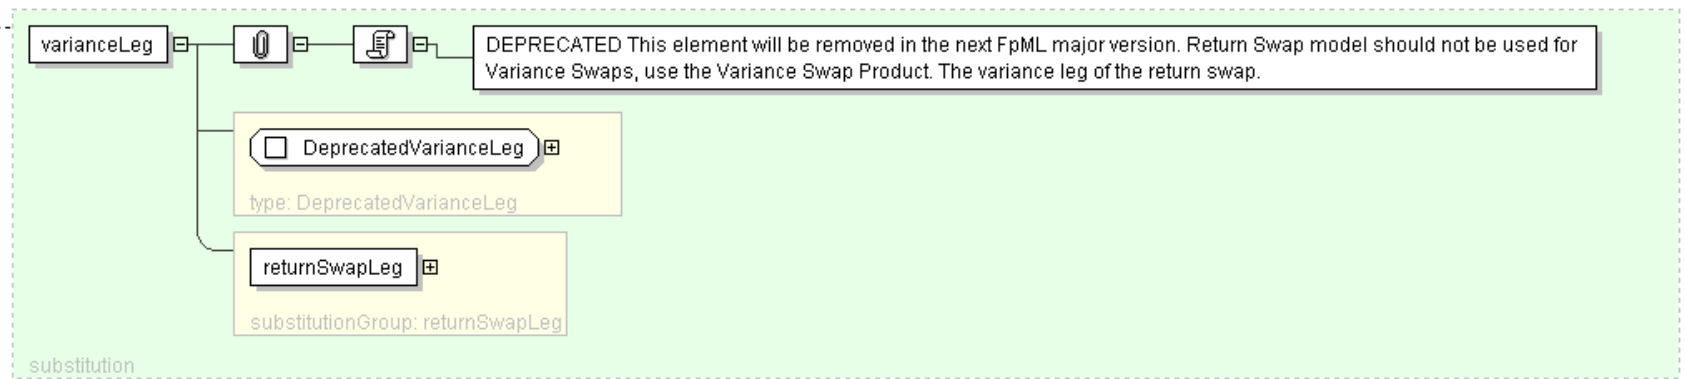 varianceLeg
DEPRECATED This element will be removed in the next FpML major version. Return Swap model should not be used for
Variance Swaps, use the Variance Swap Product. The variance leg of the return swap.
DeprecatedVarianceLeg
type: DeprecatedVarianceLeg
returnSwapLeg
substitutionGroup: returnSwapLeg
substitution